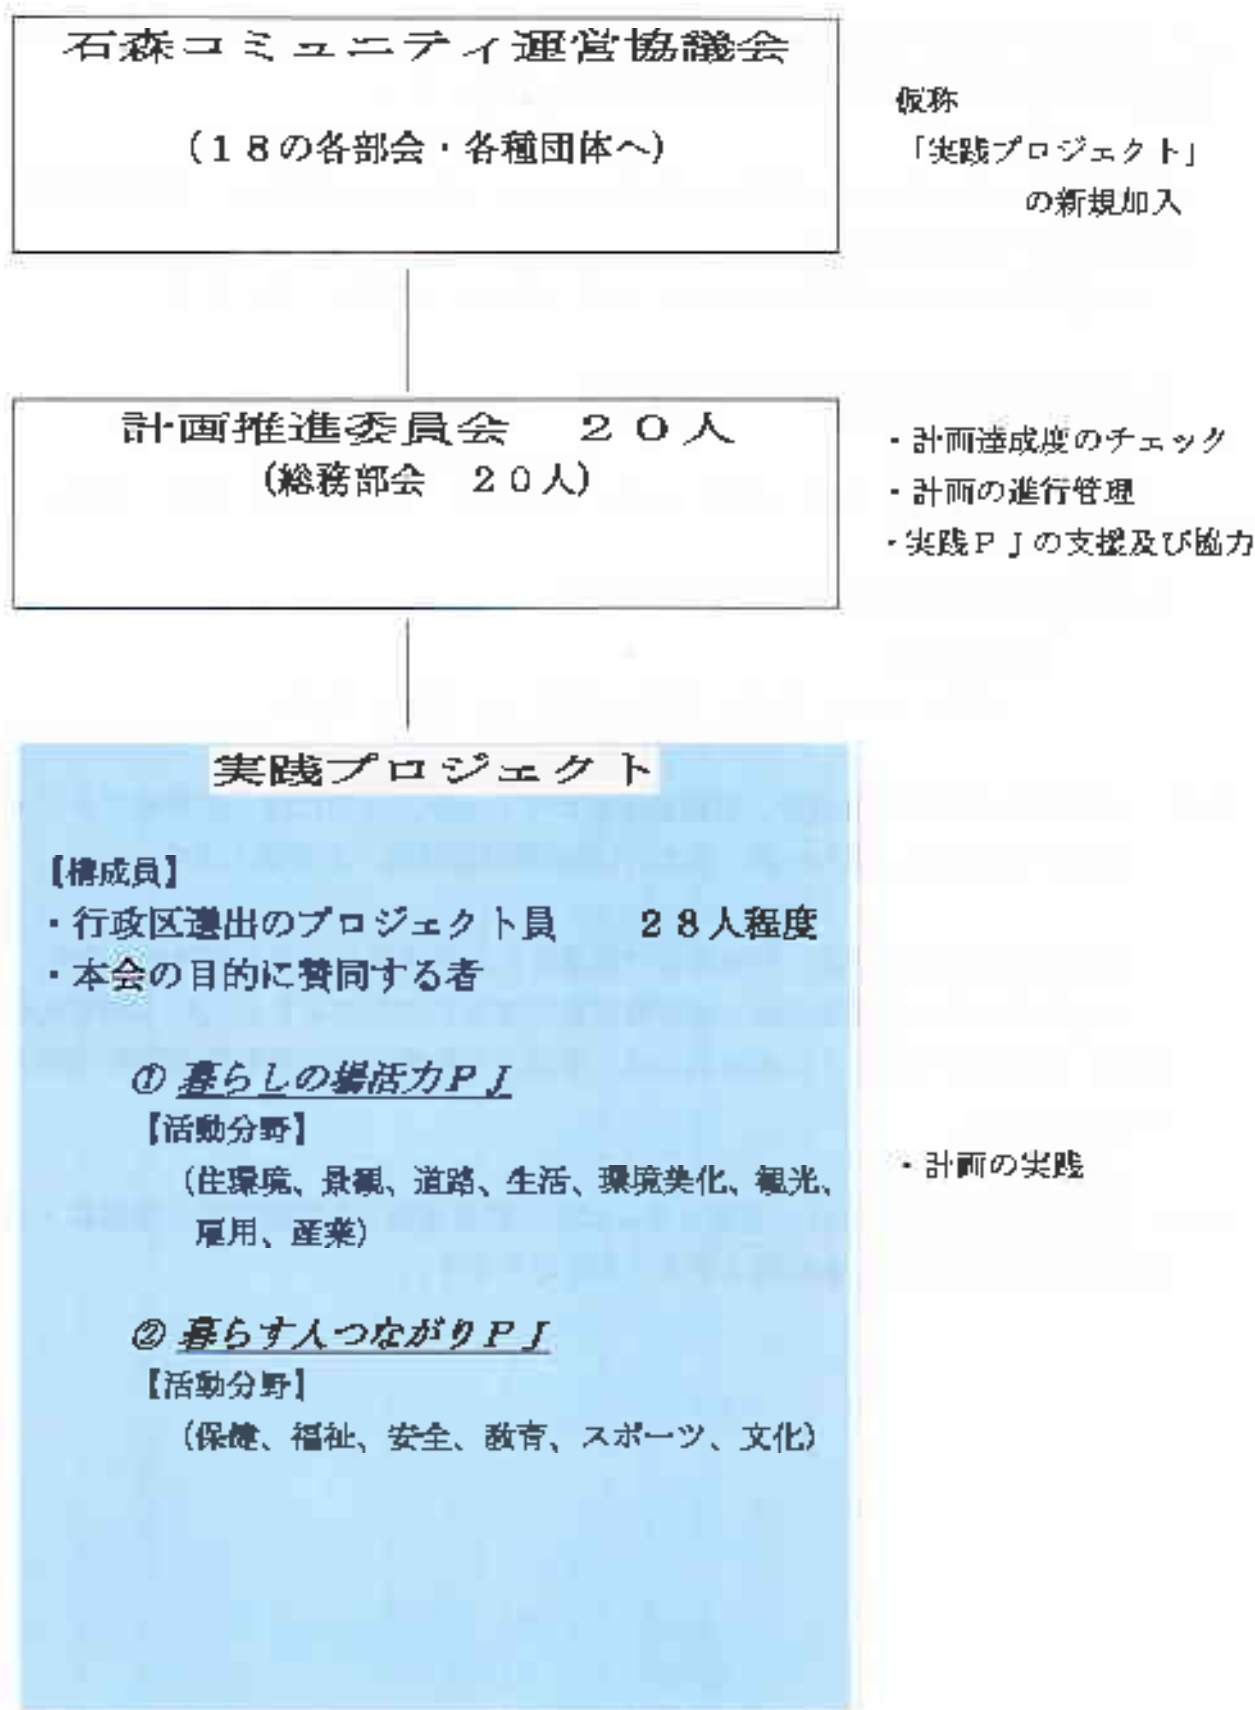 石森コミュニティ運営協議会
(18の各部会・各種団体へ)
仮称
「実践プロジェクト」
の新規加入
計画推進委員会 20人
(総務部会 20人)
・計画達成度のチェック
・計画の進行管理
・実践PJの支援及び協力
実践プロジェクト
【構成員】
・行政区選出のプロジェクト員 28人程度
・本会の目的に賛同する者
① 暮らしの場活力PJ
【活動分野】
(住環境、景観、道路、生活、環境美化、観光、
雇用、産業)
・計画の実践
② 暮らす人つながりPJ
【活動分野】
(保健、福祉、安全、教育、スポーツ、文化)